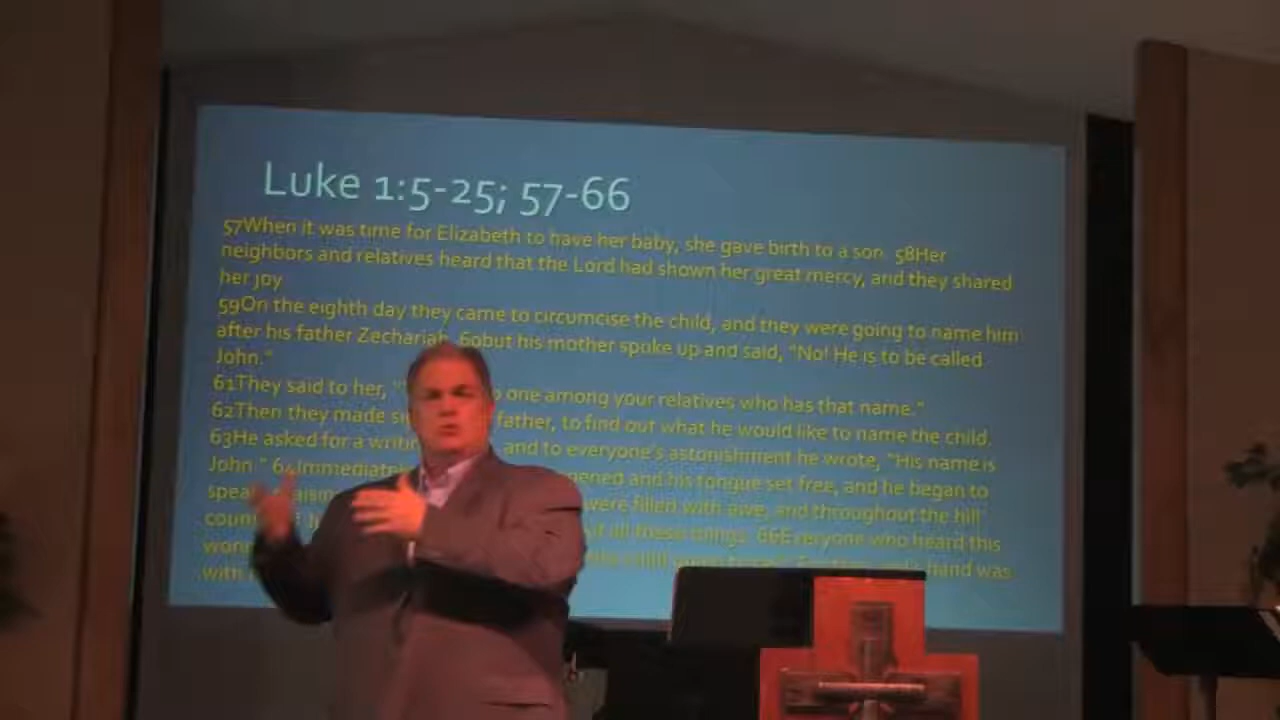 Luke 1:5-25; 57-66
57When it was time for Elizabeth to have her baby, she gave birth to a son. 58Her
neighbors and relatives heard that the Lord had shown her great mercy, and they shared
her joy
59On the eighth day they came to circumcise the child, and they were going to name him
after his father Zechariah, 60but his mother spoke up and said, "No! He is to be called
John."
61They said to her, one among your relatives who has that name."
62Then they made father, to find out what he would like to name the child.
63He asked for a and to everyone's astonishment he wrote, "His name is
John." 64Immediately and his tongue set free, and he began to
were filled with awe, and throughout the hill
all these things. 66Everyone who heard this
hand was
with